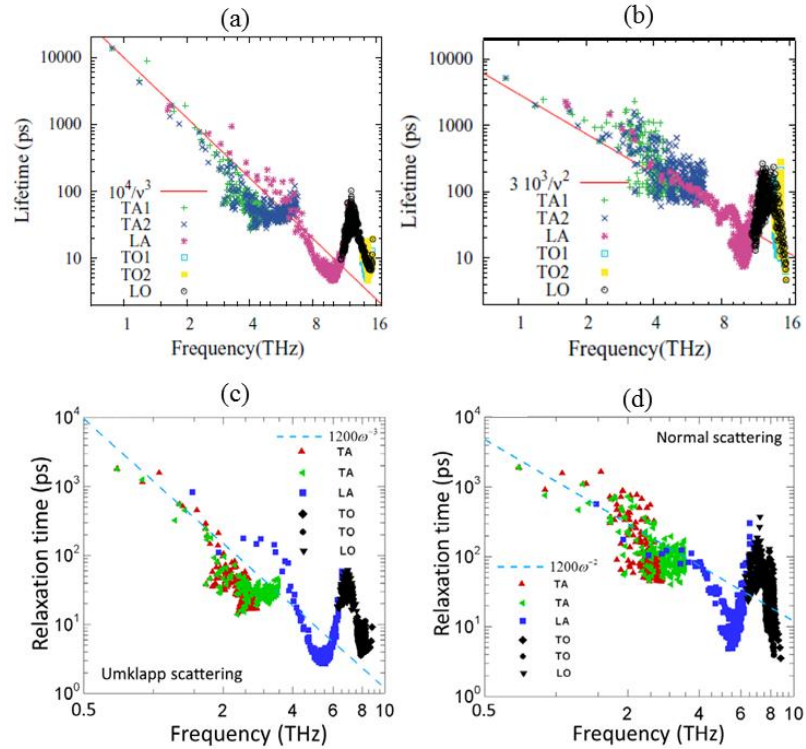 (a)
10000
1000
100
10
Lifetime (ps)
10⁴/ν³
TA1
TA2
LA
TO1
TO2
LO
1 2 4 8 16
Frequency(THz)
(b)
10000
1000
100
10
Lifetime (ps)
3 10³/ν²
TA1
TA2
LA
TO1
TO2
LO
1 2 4 8 16
Frequency(THz)
(c)
10⁴
10³
10²
10¹
10⁰
Relaxation time (ps)
1200ω⁻³
TA
TA
LA
TO
TO
LO
Umklapp scattering
0.5 2 4 6 8 10
Frequency (THz)
(d)
10⁴
10³
10²
10¹
10⁰
Relaxation time (ps)
Normal scattering
1200ω⁻²
TA
TA
LA
TO
TO
LO
0.5 2 4 6 7 8 10
Frequency (THz)